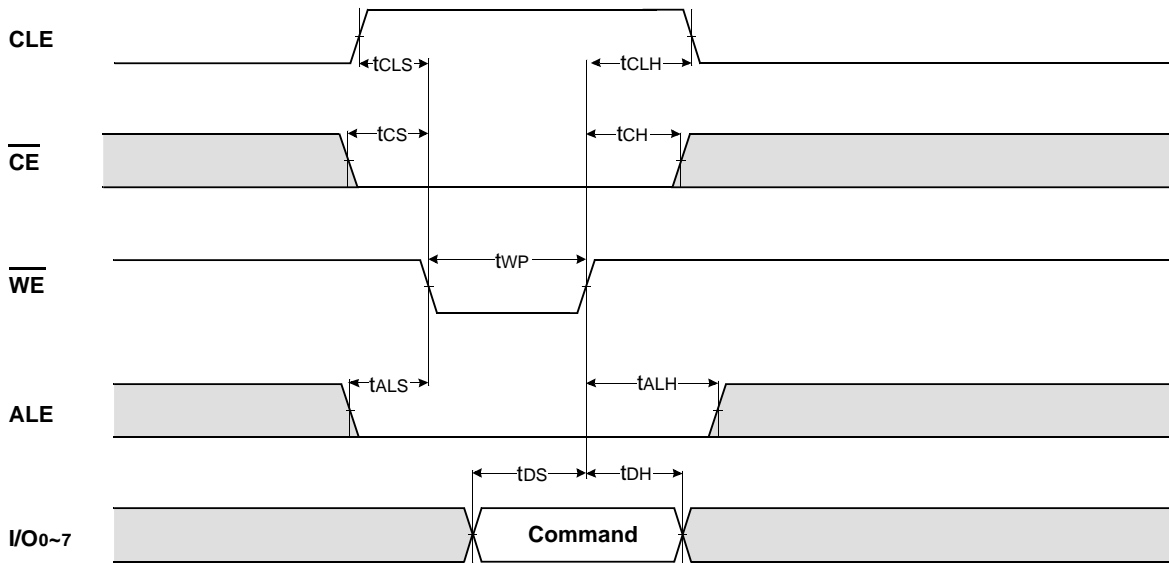 CLE
tCLS
tCLH
CE
tCS
tCH
WE
tWP
ALE
tALS
tALH
I/O0~7
tDS
tDH
Command